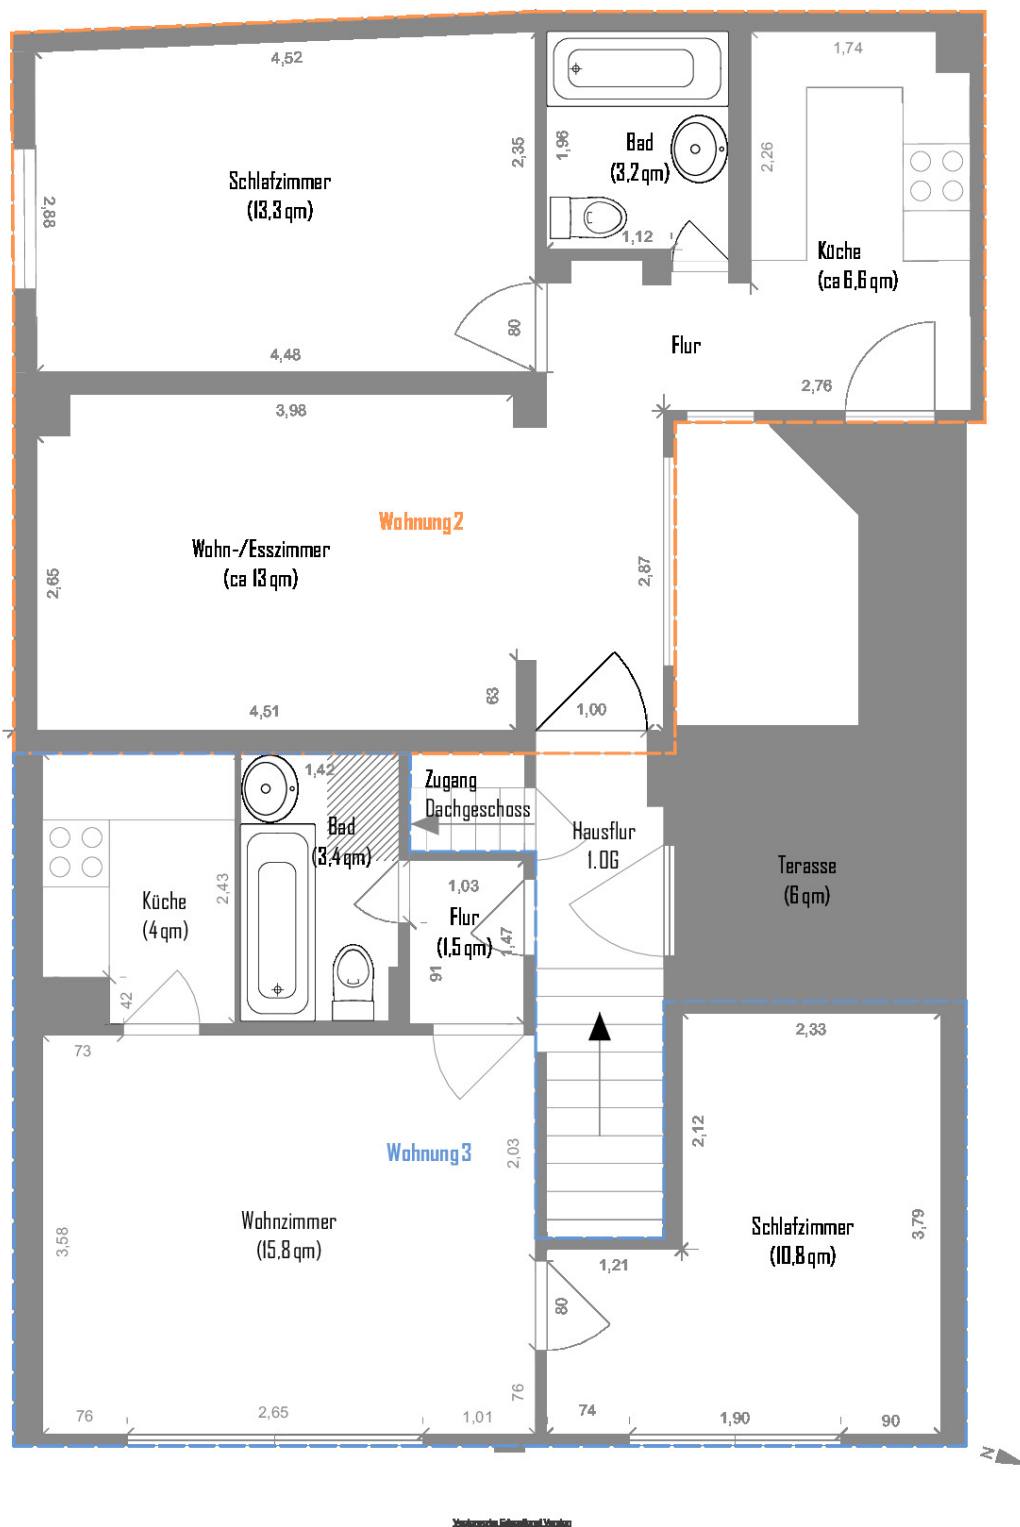 4,52
1,74
2,35
1,96
Bad
(3,2 qm)
2,26
Schlafzimmer
(13,3 qm)
2,88
1,12
Küche
(ca 6,6 qm)
80
Flur
4,48
2,76
3,98
Wohnung 2
Wohn-/Esszimmer
(ca 13 qm)
2,65
2,87
63
4,51
1,00
1,42
Zugang
Dachgeschoss
Bad
(3,4 qm)
Hausflur
1.OG
Terasse
(6 qm)
2,43
1,03
Küche
(4 qm)
Flur
(1,5 qm)
1,47
91
42
73
2,33
2,12
Wohnung 3
2,03
Wohnzimmer
(15,8 qm)
3,58
Schlafzimmer
(10,8 qm)
3,79
1,21
80
76
76
2,65
1,01
74
1,90
90
N
Vectorworks Educational Version